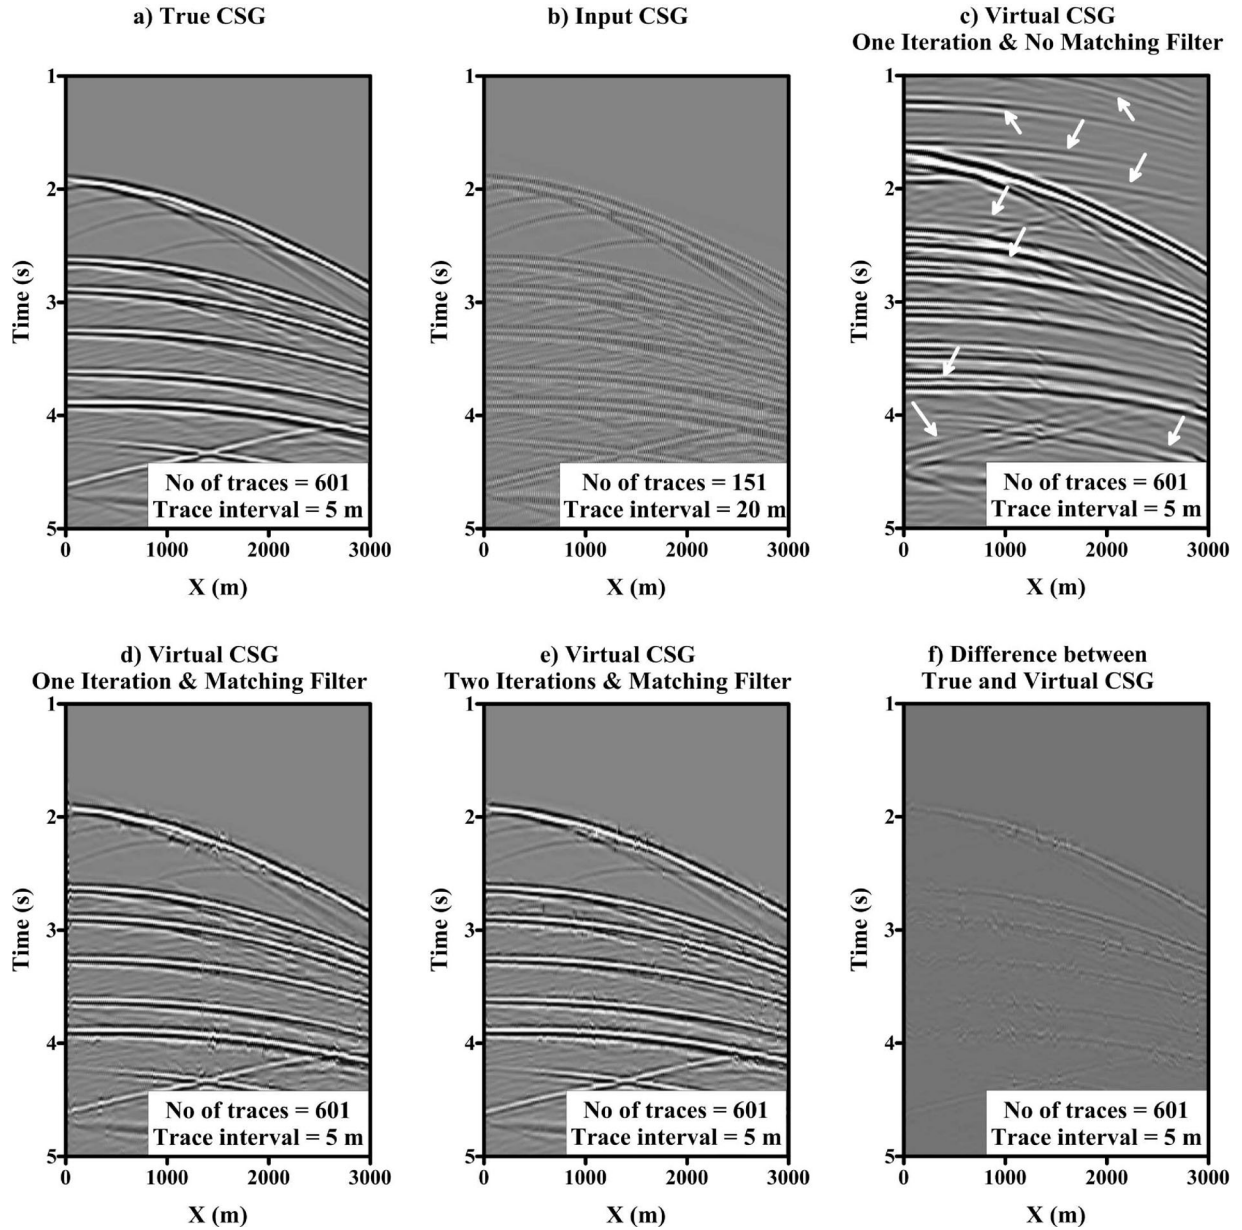 a) True CSG
1
2
3
4
5
Time (s)
0
1000
2000
3000
X (m)
No of traces = 601
Trace interval = 5 m
b) Input CSG
1
2
3
4
5
Time (s)
0
1000
2000
3000
X (m)
No of traces = 151
Trace interval = 20 m
c) Virtual CSG
One Iteration & No Matching Filter
1
2
3
4
5
Time (s)
0
1000
2000
3000
X (m)
No of traces = 601
Trace interval = 5 m
d) Virtual CSG
One Iteration & Matching Filter
1
2
3
4
5
Time (s)
0
1000
2000
3000
X (m)
No of traces = 601
Trace interval = 5 m
e) Virtual CSG
Two Iterations & Matching Filter
1
2
3
4
5
Time (s)
0
1000
2000
3000
X (m)
No of traces = 601
Trace interval = 5 m
f) Difference between
True and Virtual CSG
1
2
3
4
5
Time (s)
0
1000
2000
3000
X (m)
No of traces = 601
Trace interval = 5 m